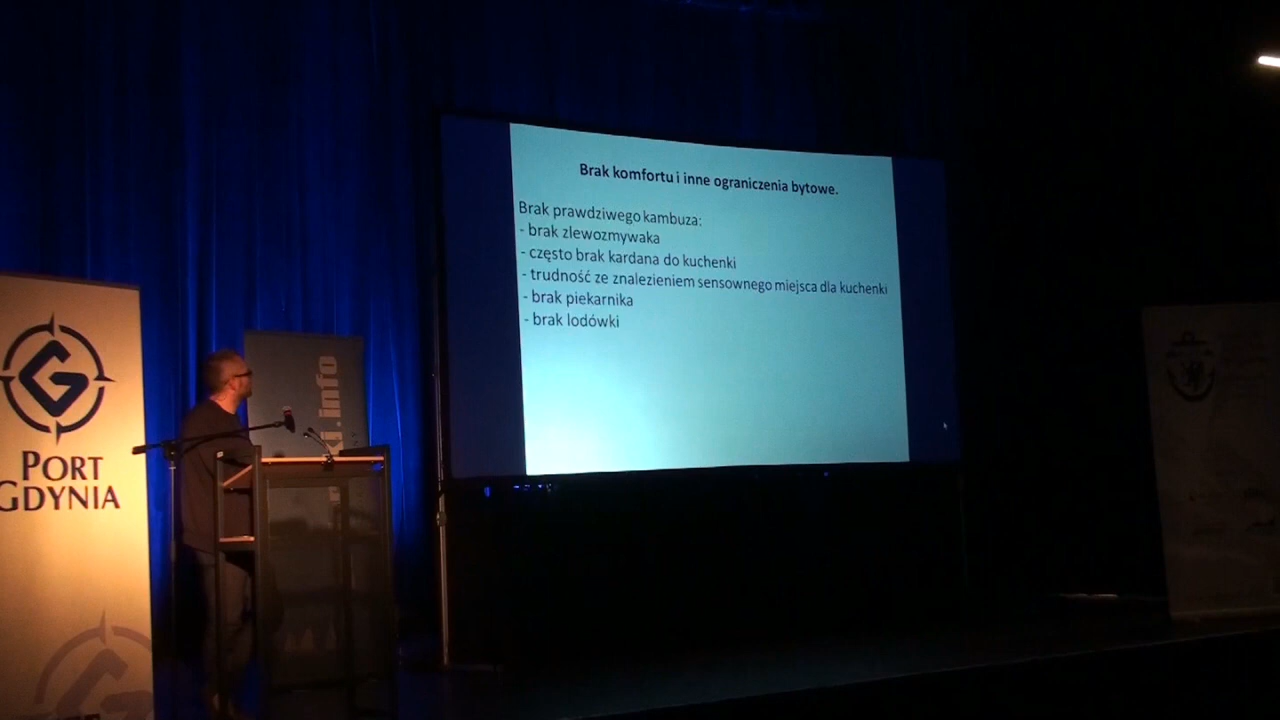 Brak komfortu i inne ograniczenia bytowe.
Brak prawdziwego kambuza:
- brak zlewozmywaka
- często brak kardana do kuchenki
- trudność ze znalezieniem sensownego miejsca dla kuchenki
- brak piekarnika
- brak lodówki
G
PORT
GDYNIA
.info